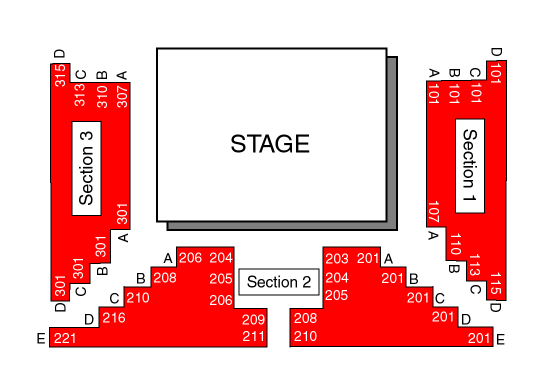 D
C
B
A
315
313
310
307
Section 3
301
301
301
301
A
B
C
D
STAGE
D
C
B
A
101
101
101
101
Section 1
107
110
113
115
A
B
C
D
Section 2
A 206 204 203 201 A
B 208 205 204 201 B
C 210 206 205 201 C
D 216 209 208 201 D
E 221 211 210 201 E